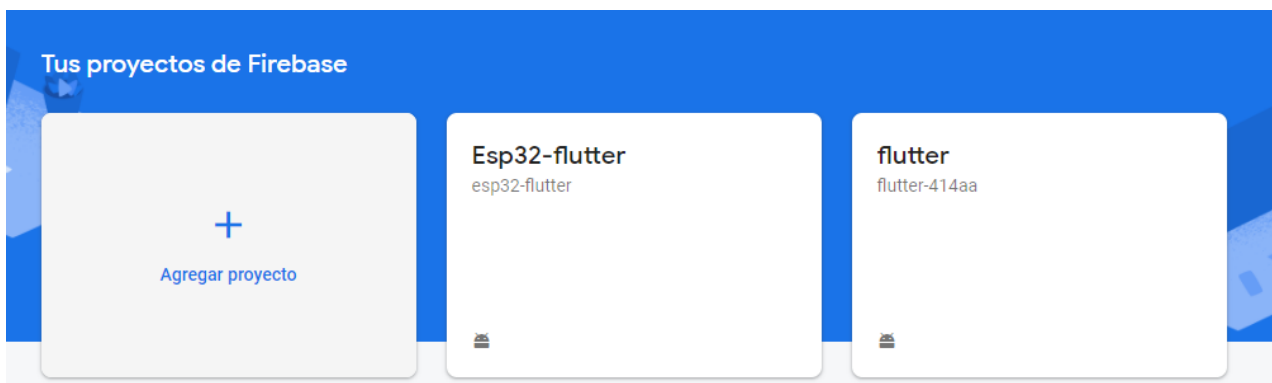 Tus proyectos de Firebase
Agregar proyecto
Esp32-flutter
esp32-flutter
flutter
flutter-414aa